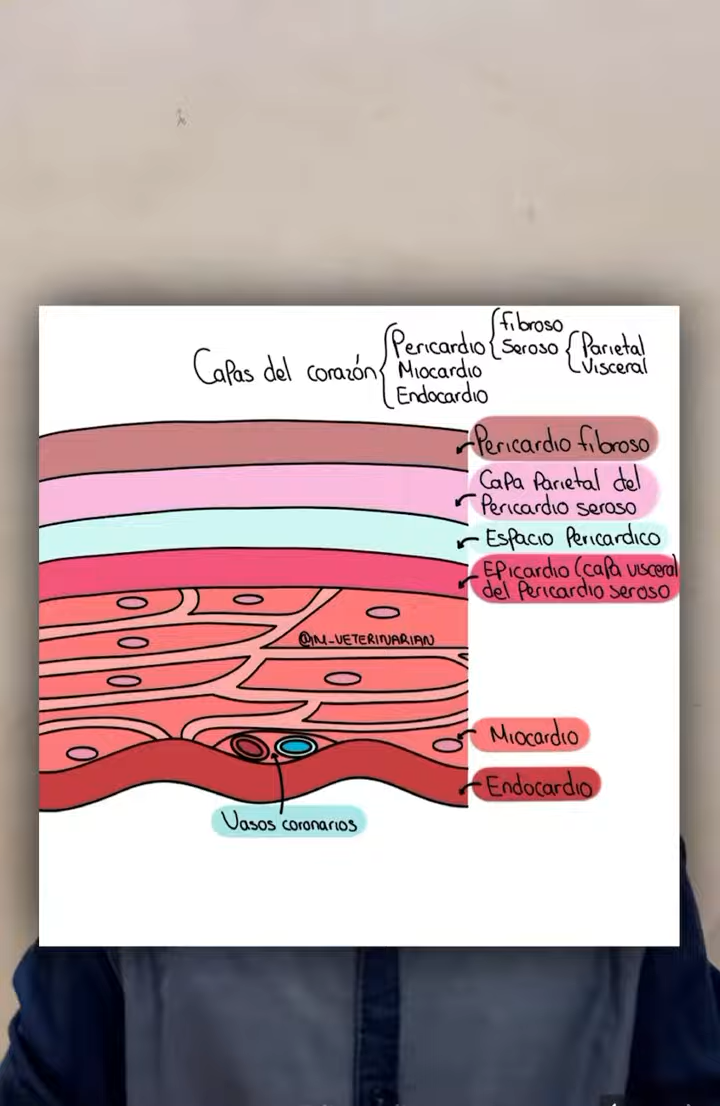 Capas del corazón
Pericardio
Miocardio
Endocardio
fibroso
Seroso
Parietal
Visceral
Pericardio fibroso
Capa Parietal del
Pericardio seroso
Espacio Pericardico
Epicardio (capa visceral
del Pericardio seroso
@M_VETERINARIAN
Miocardio
Endocardio
Vasos coronarios